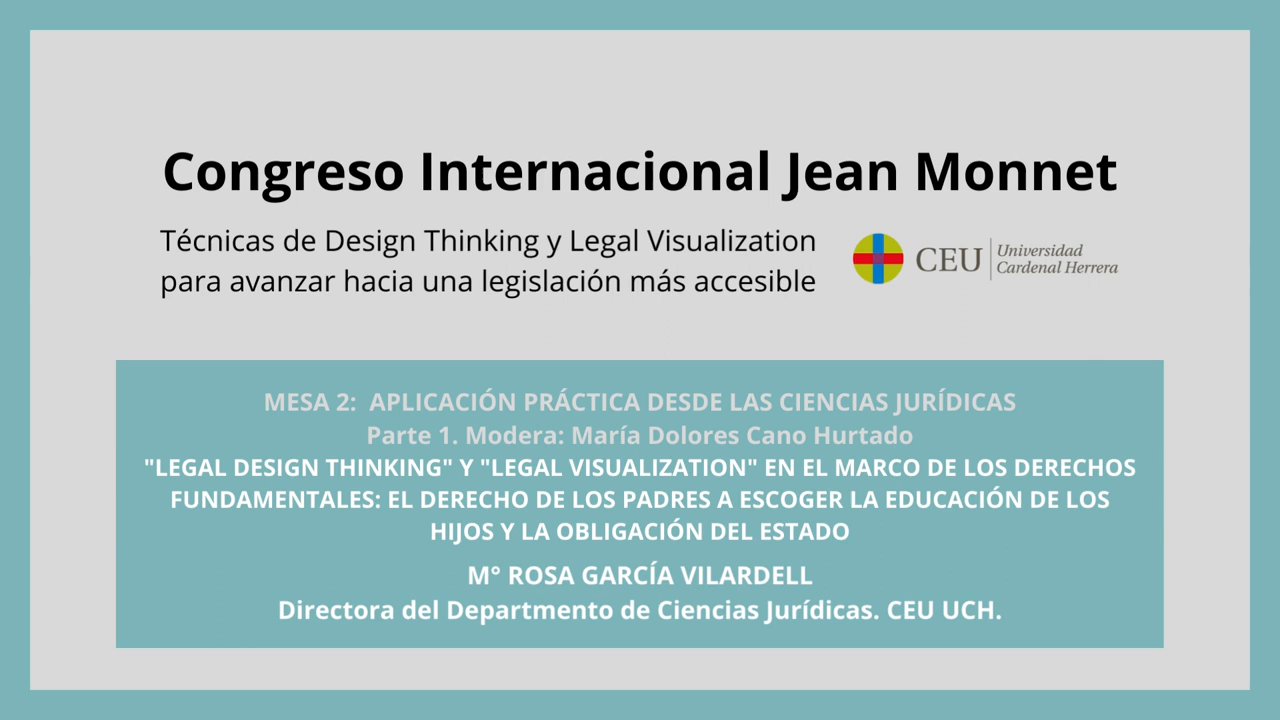 Congreso Internacional Jean Monnet
Técnicas de Design Thinking y Legal Visualization
para avanzar hacia una legislación más accesible
CEU Universidad
Cardenal Herrera
MESA 2:  APLICACIÓN PRÁCTICA DESDE LAS CIENCIAS JURÍDICAS
Parte 1. Modera: María Dolores Cano Hurtado
"LEGAL DESIGN THINKING" Y "LEGAL VISUALIZATION" EN EL MARCO DE LOS DERECHOS
FUNDAMENTALES: EL DERECHO DE LOS PADRES A ESCOGER LA EDUCACIÓN DE LOS
HIJOS Y LA OBLIGACIÓN DEL ESTADO
Mº ROSA GARCÍA VILARDELL
Directora del Departmento de Ciencias Jurídicas. CEU UCH.